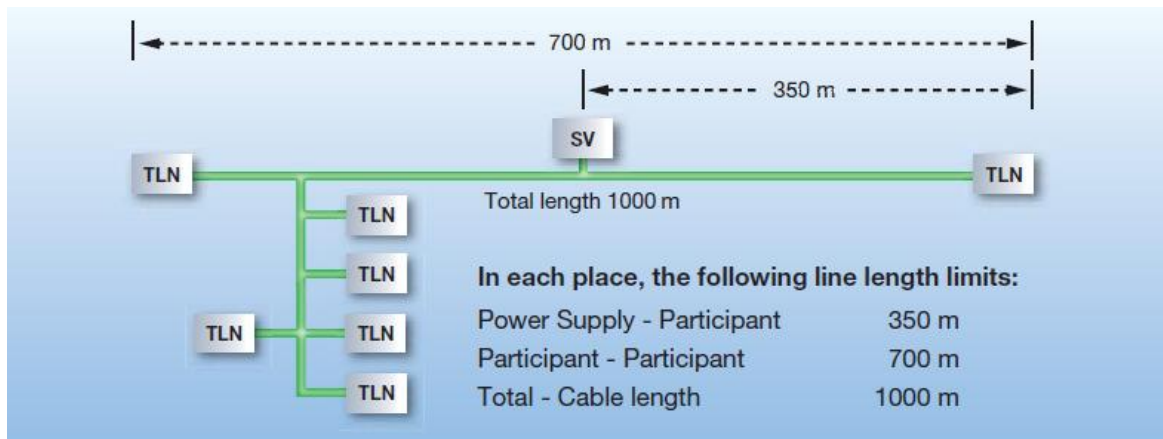 700 m
350 m
SV
TLN
TLN
Total length 1000 m
TLN
TLN
TLN
TLN
TLN
In each place, the following line length limits:
Power Supply - Participant 350 m
Participant - Participant 700 m
Total - Cable length 1000 m